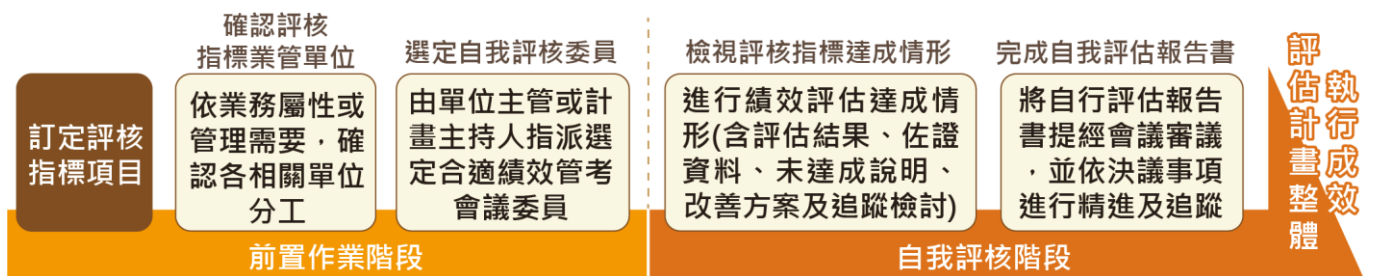 訂定評核
指標項目
確認評核
指標業管單位
依業務屬性或
管理需要,確
認各相關單位
分工
選定自我評核委員
由單位主管或計
畫主持人指派選
定合適績效管考
會議委員
前置作業階段
檢視評核指標達成情形
進行績效評估達成情
形(含評估結果、佐證
資料、未達成說明、
改善方案及追蹤檢討)
完成自我評估報告書
將自行評估報告
書提經會議審議
,並依決議事項
進行精進及追蹤
自我評核階段
評估計畫整體
執行成效